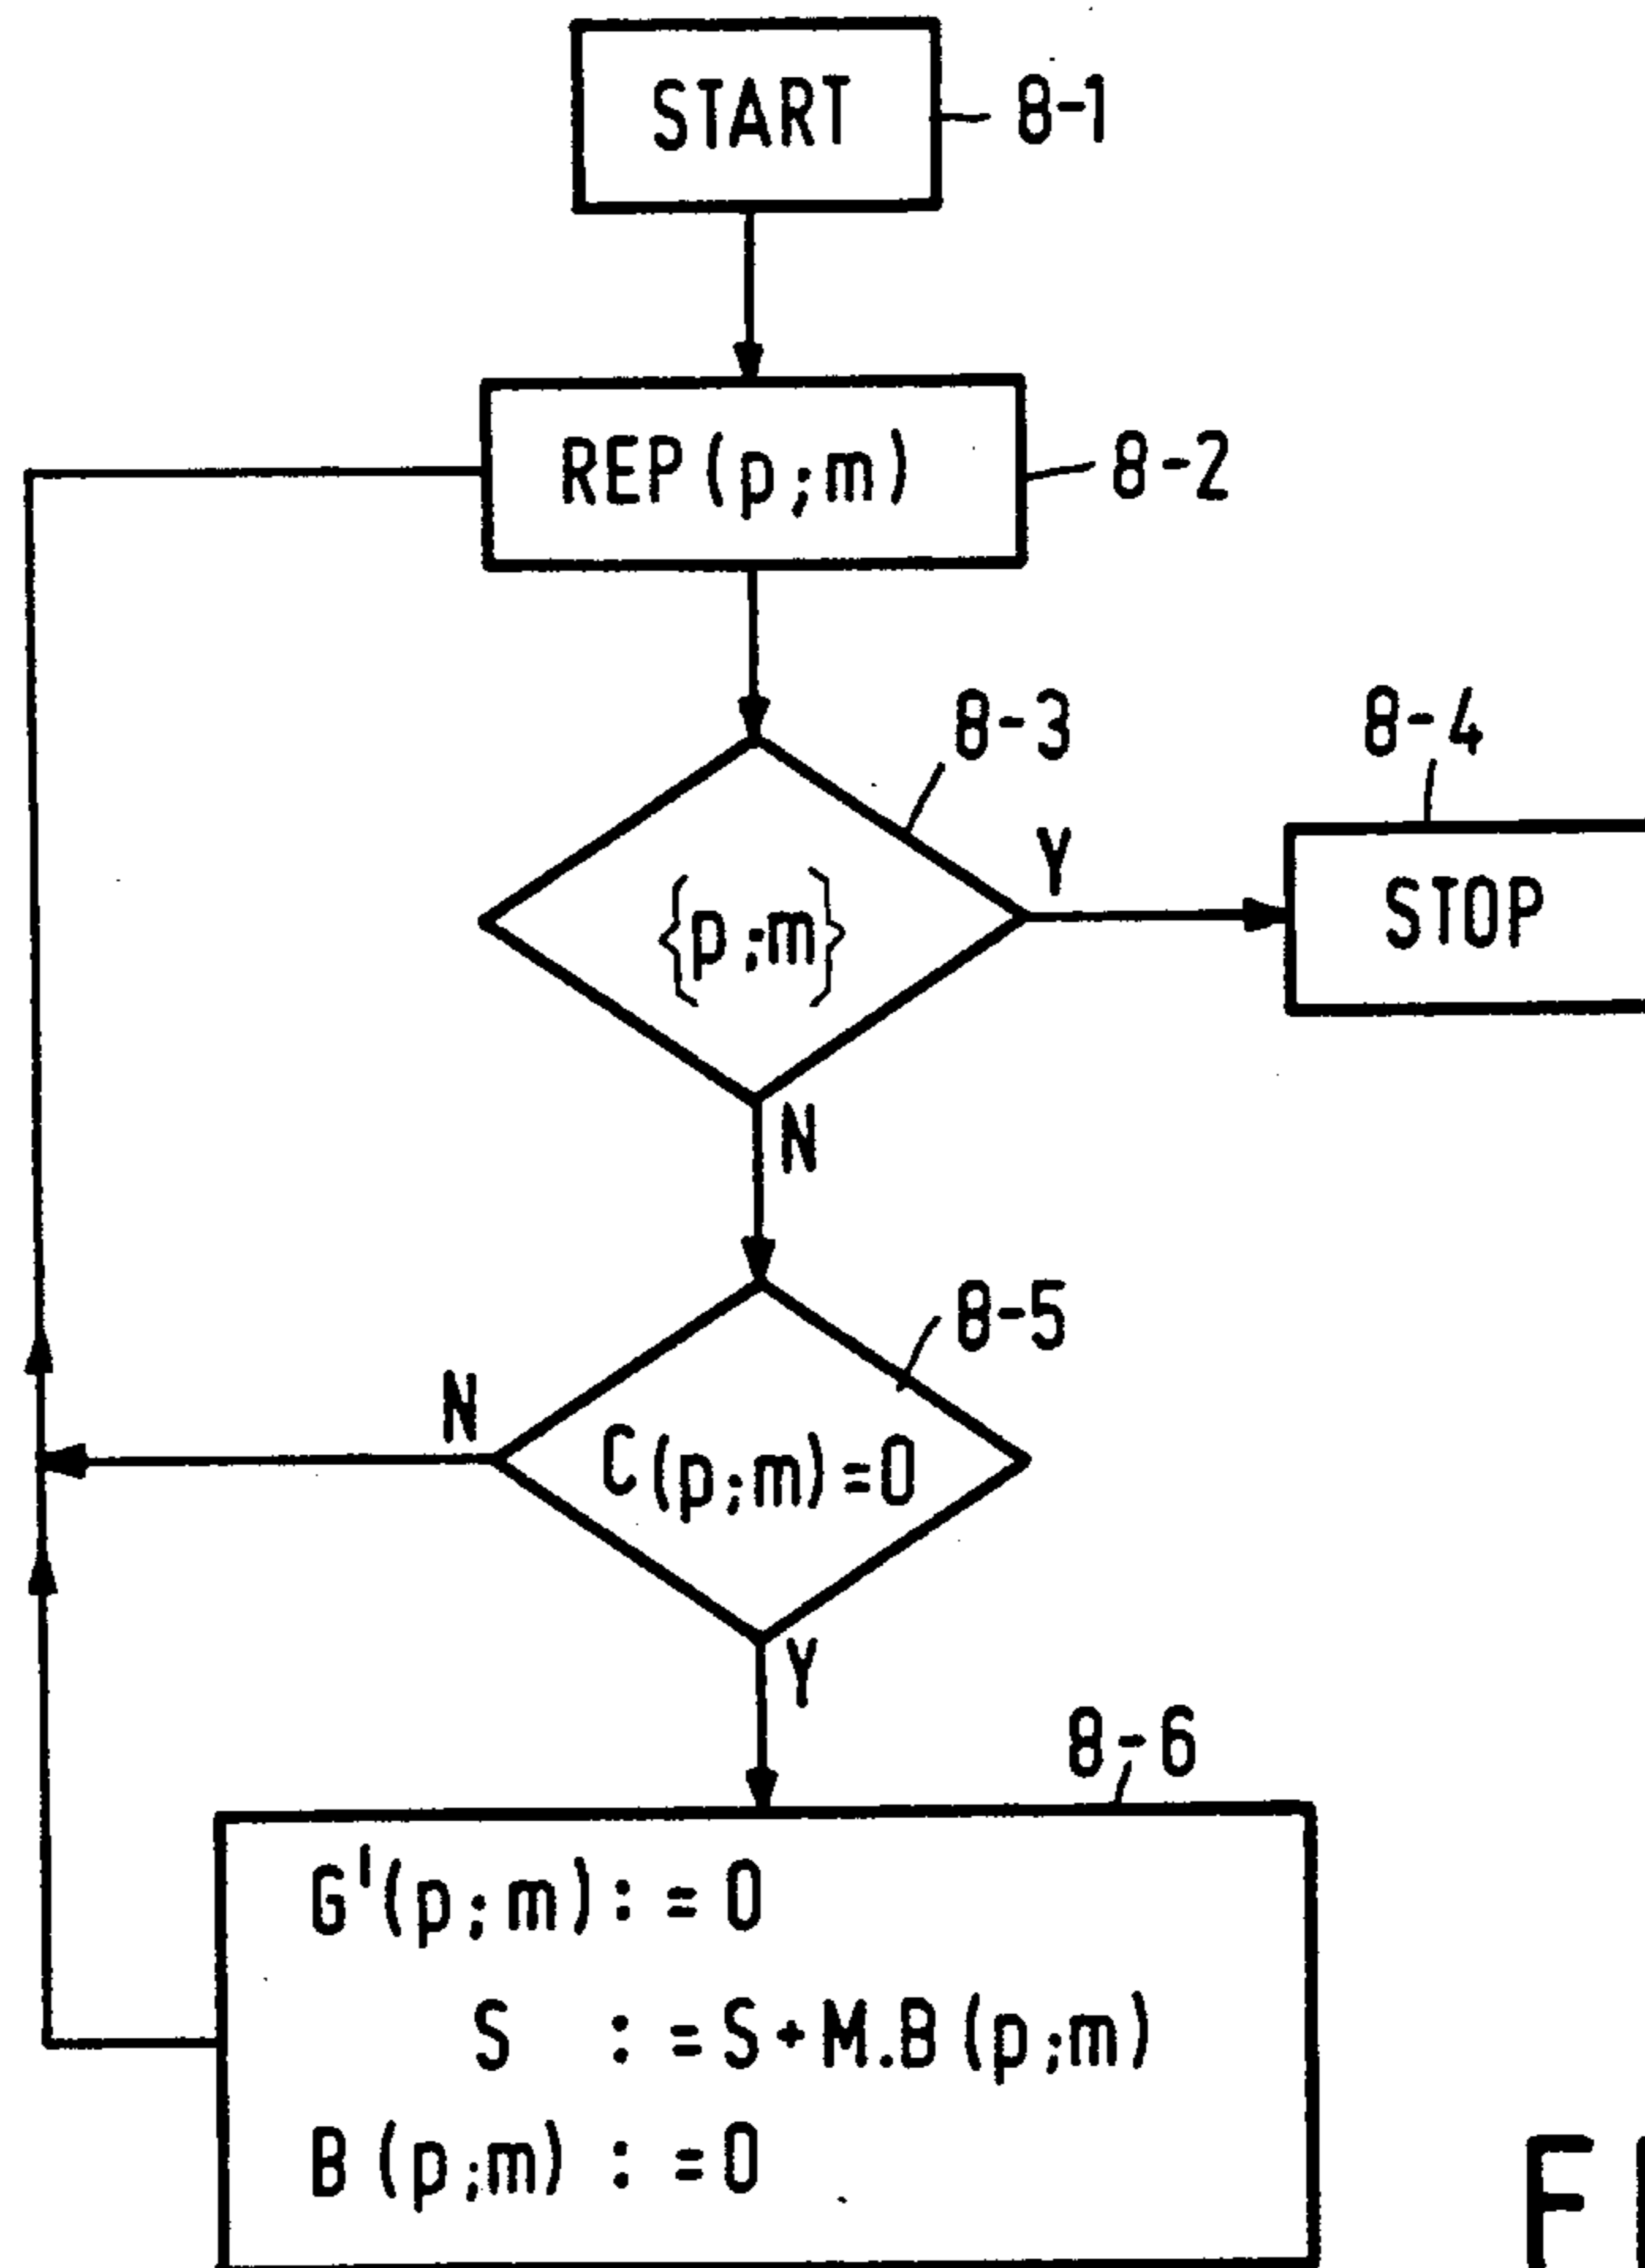 START 8-1
REP(p;m) 8-2
8-3 8-4
Y
{p;m} STOP
N
8-5
N
C(p;m)=0
Y
8-6
G'(p;m):=0
S :=S+M.B(p;m)
B(p;m) :=0
F